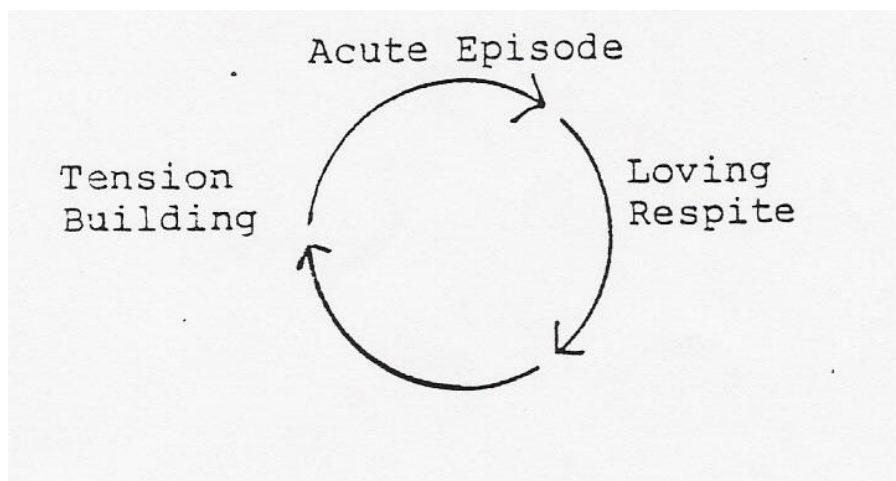 Acute Episode
Tension
Building
Loving
Respite